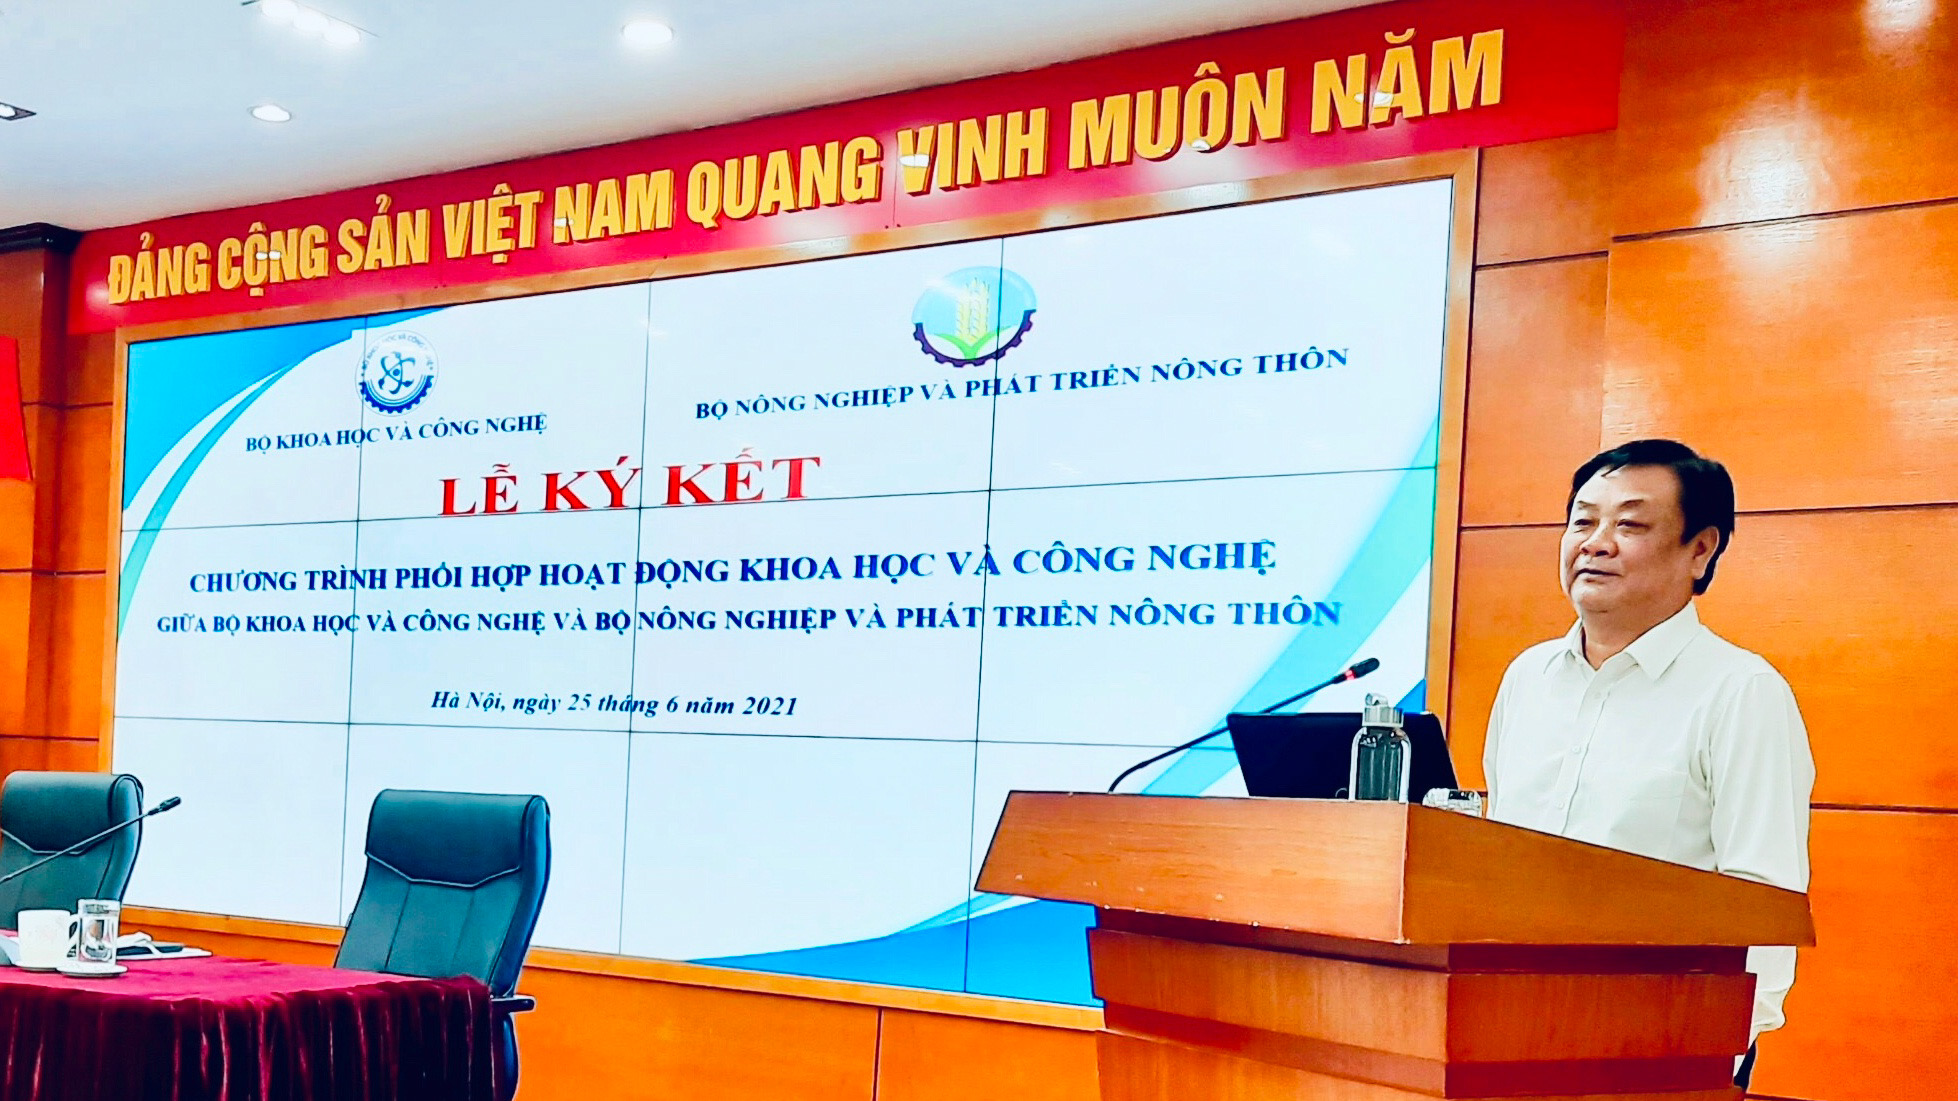 ĐẢNG CỘNG SẢN VIỆT NAM QUANG VINH MUÔN NĂM
BỘ KHOA HỌC VÀ CÔNG NGHỆ
BỘ NÔNG NGHIỆP VÀ PHÁT TRIỂN NÔNG THÔN
LỄ KÝ KẾT
CHƯƠNG TRÌNH PHỐI HỢP HOẠT ĐỘNG KHOA HỌC VÀ CÔNG NGHỆ
GIỮA BỘ KHOA HỌC VÀ CÔNG NGHỆ VÀ BỘ NÔNG NGHIỆP VÀ PHÁT TRIỂN NÔNG THÔN
Hà Nội, ngày 25 tháng 6 năm 2021